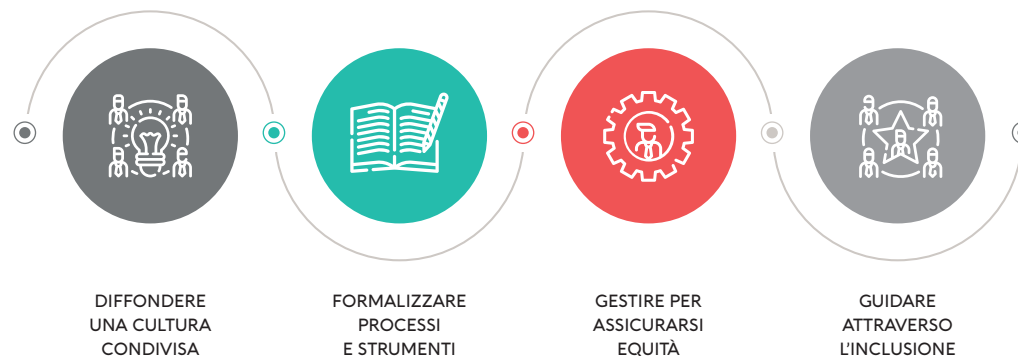 DIFFONDERE
UNA CULTURA
CONDIVISA
FORMALIZZARE
PROCESSI
E STRUMENTI
GESTIRE PER
ASSICURARSI
EQUITÀ
GUIDARE
ATTRAVERSO
L'INCLUSIONE